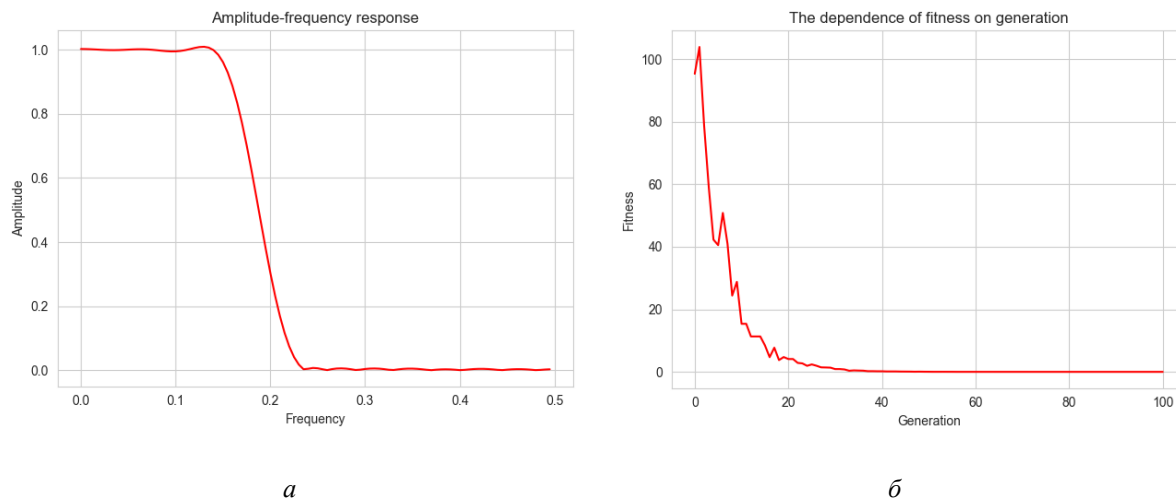 Amplitude-frequency response
1.0
0.8
0.6
0.4
0.2
0.0
Amplitude
0.0 0.1 0.2 0.3 0.4 0.5
Frequency
а
The dependence of fitness on generation
100
80
60
40
20
0
Fitness
0 20 40 60 80 100
Generation
б